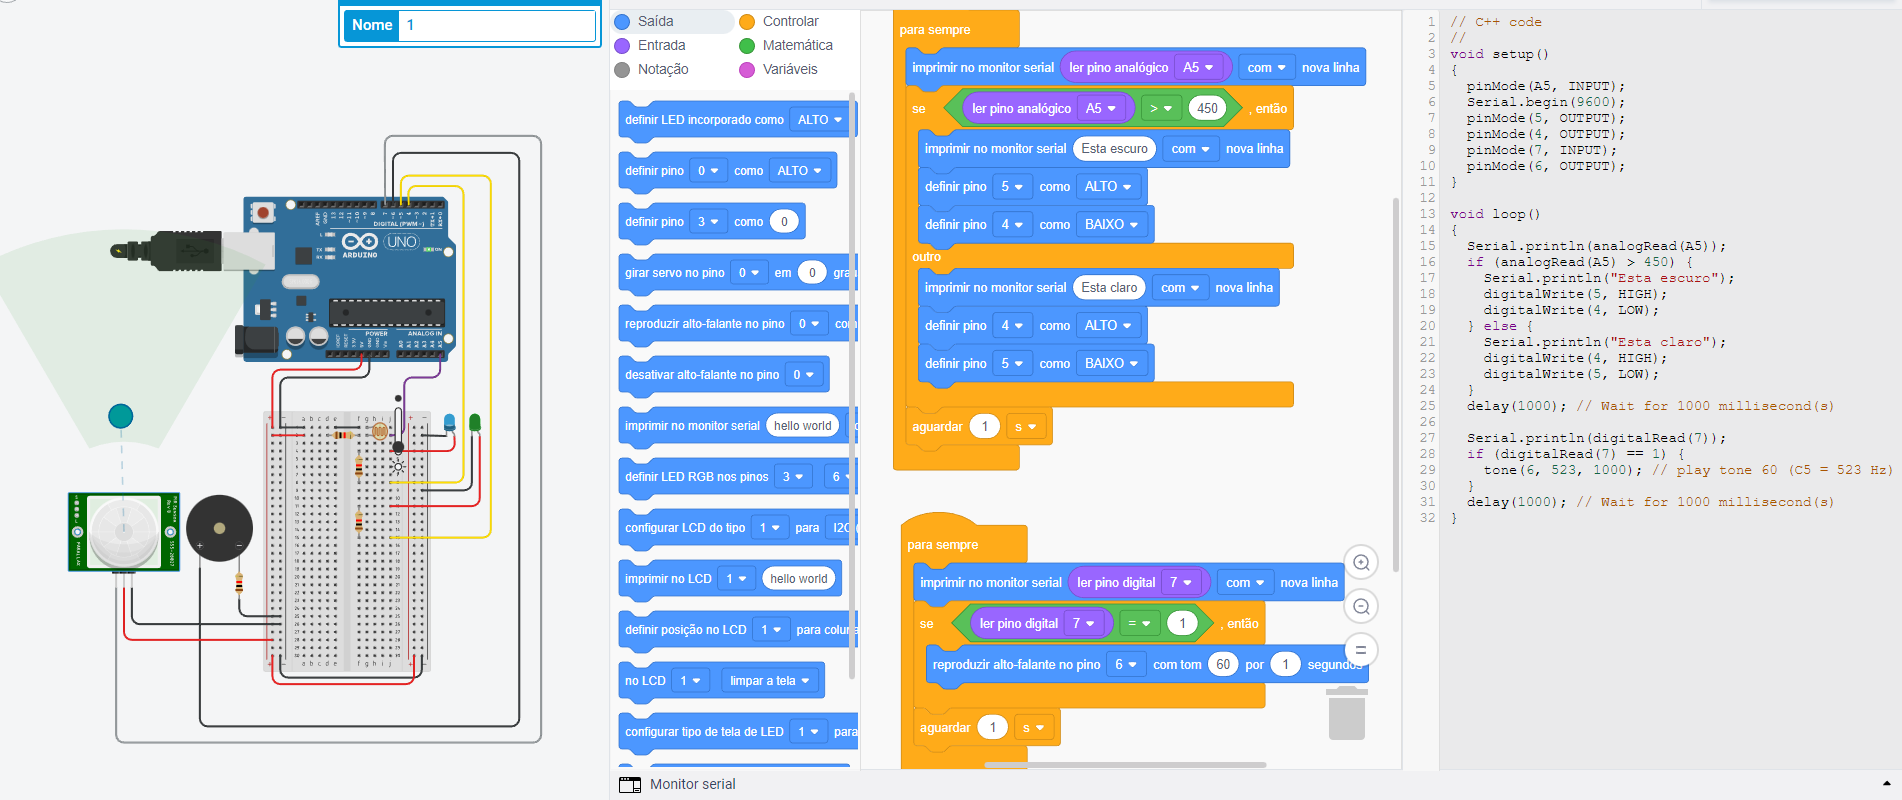 Nome 1
DIGITAL (PWM~)
UNO
ARDUINO
POWER ANALOG IN
Saída
Controlar
Entrada
Matemática
Notação
Variáveis
definir LED incorporado como ALTO
definir pino 0 como ALTO
definir pino 3 como 0
girar servo no pino 0 em 0 grau
reproduzir alto-falante no pino 0 com
desativar alto-falante no pino 0
imprimir no monitor serial hello world
definir LED RGB nos pinos 3 6
configurar LCD do tipo 1 para I2C
imprimir no LCD 1 hello world
definir posição no LCD 1 para colun
no LCD 1 limpar a tela
configurar tipo de tela de LED 1 para
para sempre
imprimir no monitor serial ler pino analógico A5 com nova linha
se ler pino analógico A5 > 450 , então
imprimir no monitor serial Esta escuro com nova linha
definir pino 5 como ALTO
definir pino 4 como BAIXO
outro
imprimir no monitor serial Esta claro com nova linha
definir pino 4 como ALTO
definir pino 5 como BAIXO
aguardar 1 s
para sempre
imprimir no monitor serial ler pino digital 7 com nova linha
se ler pino digital 7 = 1 , então
reproduzir alto-falante no pino 6 com tom 60 por 1 segundos
aguardar 1 s
1 // C++ code
2 //
3 void setup()
4 {
5 pinMode(A5, INPUT);
6 Serial.begin(9600);
7 pinMode(5, OUTPUT);
8 pinMode(4, OUTPUT);
9 pinMode(7, INPUT);
10 pinMode(6, OUTPUT);
11 }
12
13 void loop()
14 {
15 Serial.println(analogRead(A5));
16 if (analogRead(A5) > 450) {
17 Serial.println("Esta escuro");
18 digitalWrite(5, HIGH);
19 digitalWrite(4, LOW);
20 } else {
21 Serial.println("Esta claro");
22 digitalWrite(4, HIGH);
23 digitalWrite(5, LOW);
24 }
25 delay(1000); // Wait for 1000 millisecond(s)
26
27 Serial.println(digitalRead(7));
28 if (digitalRead(7) == 1) {
29 tone(6, 523, 1000); // play tone 60 (C5 = 523 Hz)
30 }
31 delay(1000); // Wait for 1000 millisecond(s)
32 }
Monitor serial